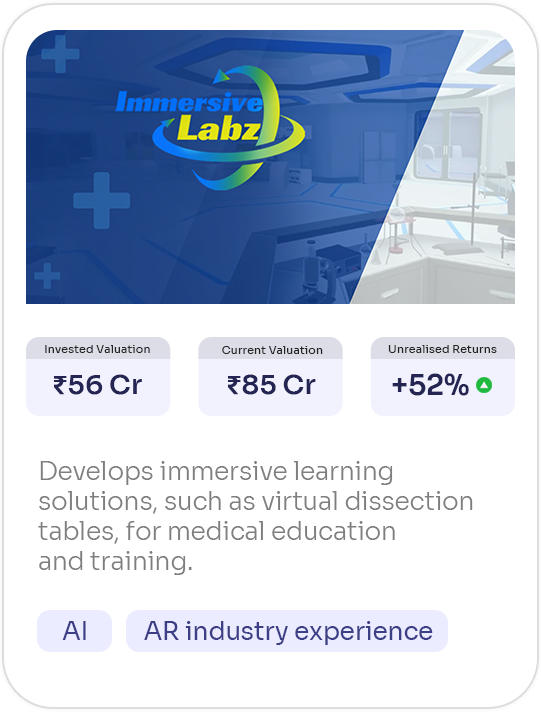 Immersive
Labz
Invested Valuation
₹56 Cr
Current Valuation
₹85 Cr
Unrealised Returns
+52%
Develops immersive learning
solutions, such as virtual dissection
tables, for medical education
and training.
AI
AR industry experience